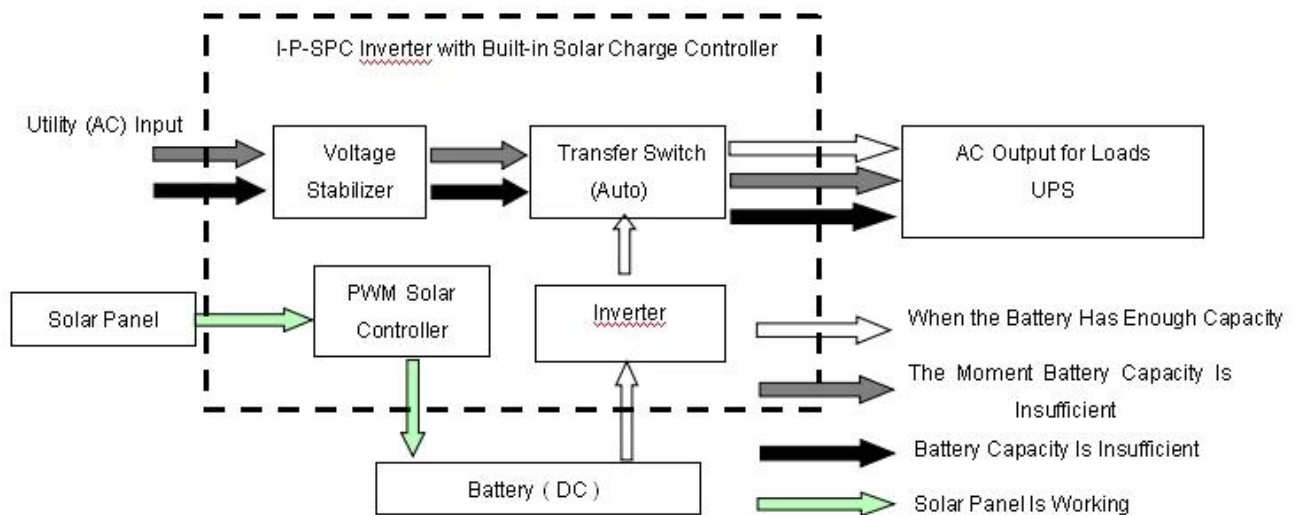 I-P-SPC Inverter with Built-in Solar Charge Controller
Utility (AC) Input
Voltage
Stabilizer
Transfer Switch
(Auto)
AC Output for Loads
UPS
Solar Panel
PWM Solar
Controller
Inverter
Battery ( DC )
When the Battery Has Enough Capacity
The Moment Battery Capacity Is
Insufficient
Battery Capacity Is Insufficient
Solar Panel Is Working